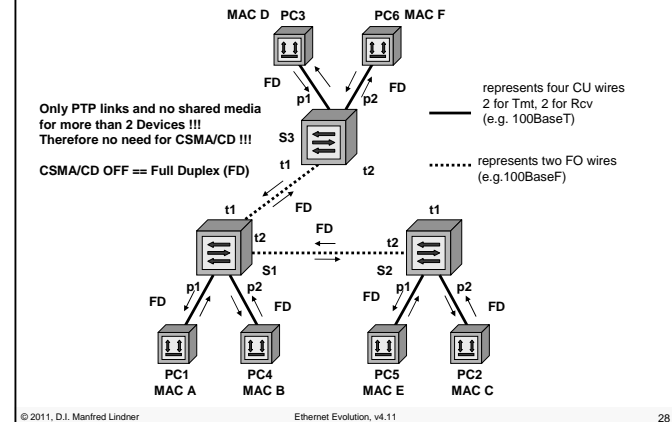 MAC D PC3 PC6 MAC F
FD FD
p1 p2
represents four CU wires
2 for Tmt, 2 for Rcv
(e.g. 100BaseT)
Only PTP links and no shared media
for more than 2 Devices !!!
Therefore no need for CSMA/CD !!!
CSMA/CD OFF == Full Duplex (FD)
S3
t1 t2
represents two FO wires
(e.g.100BaseF)
FD
t1 t1
FD
t2 t2
S1 S2
p1 p2 p1 p2
FD FD FD FD
PC1 PC4 PC5 PC2
MAC A MAC B MAC E MAC C
© 2011, D.I. Manfred Lindner Ethernet Evolution, v4.11 28